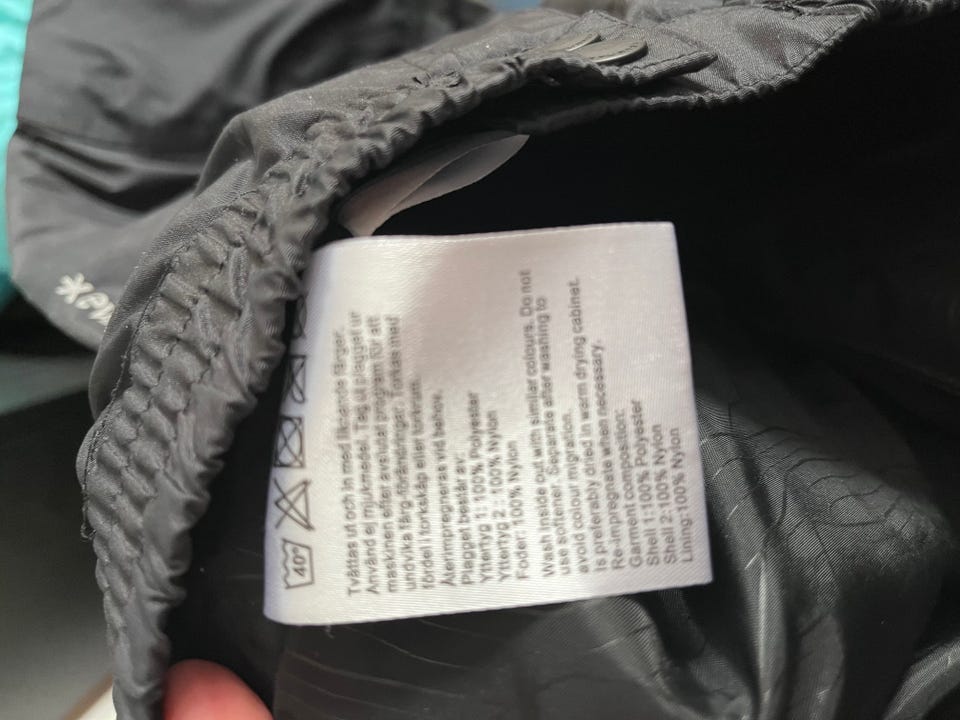 40°
Tvättas ut och in med liknande färger.
Använd ej mjukmedel. Tag ut plagget ur
maskinen efter avslutat program för att
undvika färgförändringar. Torkas med
fördel i torkskåp eller torkrum.
Återimpregneras vid behov.
Plagget består av:
Yttertyg 1: 100% Polyester
Yttertyg 2: 100% Nylon
Foder: 100% Nylon
Wash inside out with similar colours. Do not
use softener. Separate after washing to
avoid colour migration.
Is preferably dried in warm drying cabinet.
Re-impregnate when necessary.
Garment composition:
Shell 1:100% Polyester
Shell 2:100% Nylon
Lining:100% Nylon